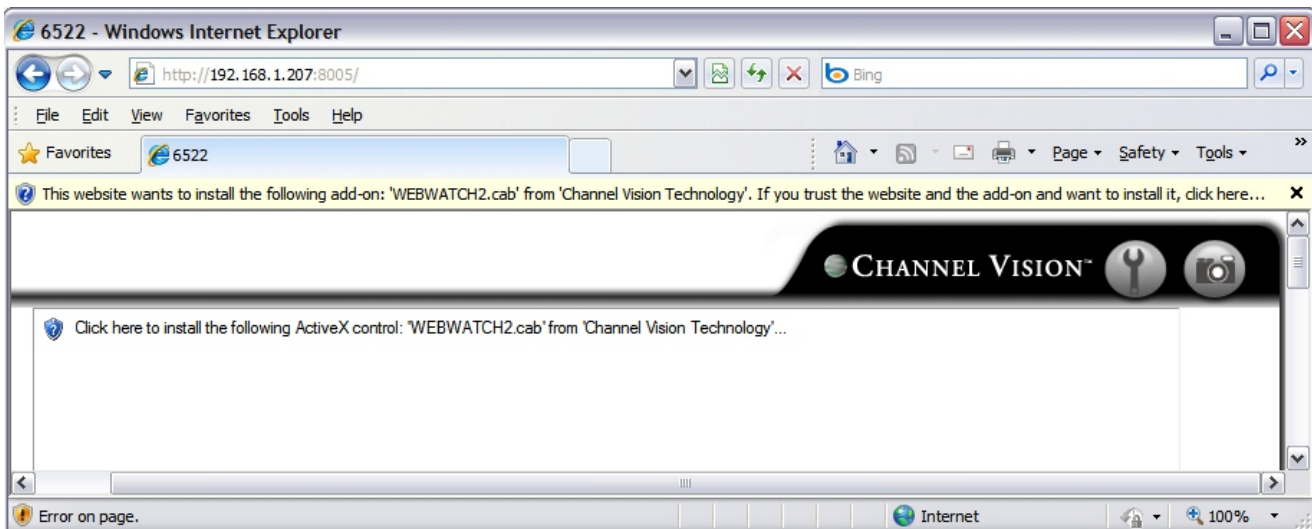 6522 - Windows Internet Explorer
http://192.168.1.207:8005/
Bing
File Edit View Favorites Tools Help
Favorites
6522
Page Safety Tools
»
This website wants to install the following add-on: 'WEBWATCH2.cab' from 'Channel Vision Technology'. If you trust the website and the add-on and want to install it, click here...
CHANNEL VISION™
Click here to install the following ActiveX control: 'WEBWATCH2.cab' from 'Channel Vision Technology'...
Error on page.
Internet
100%